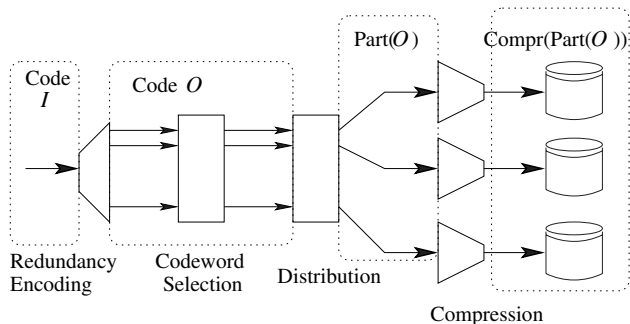 Code
I
Code O
Part(O)
Compr(Part(O))
Redundancy
Encoding
Codeword
Selection
Distribution
Compression